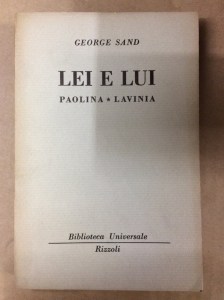 GEORGE SAND
LEI E LUI
PAOLINA • LAVINIA
Biblioteca Universale
Rizzoli